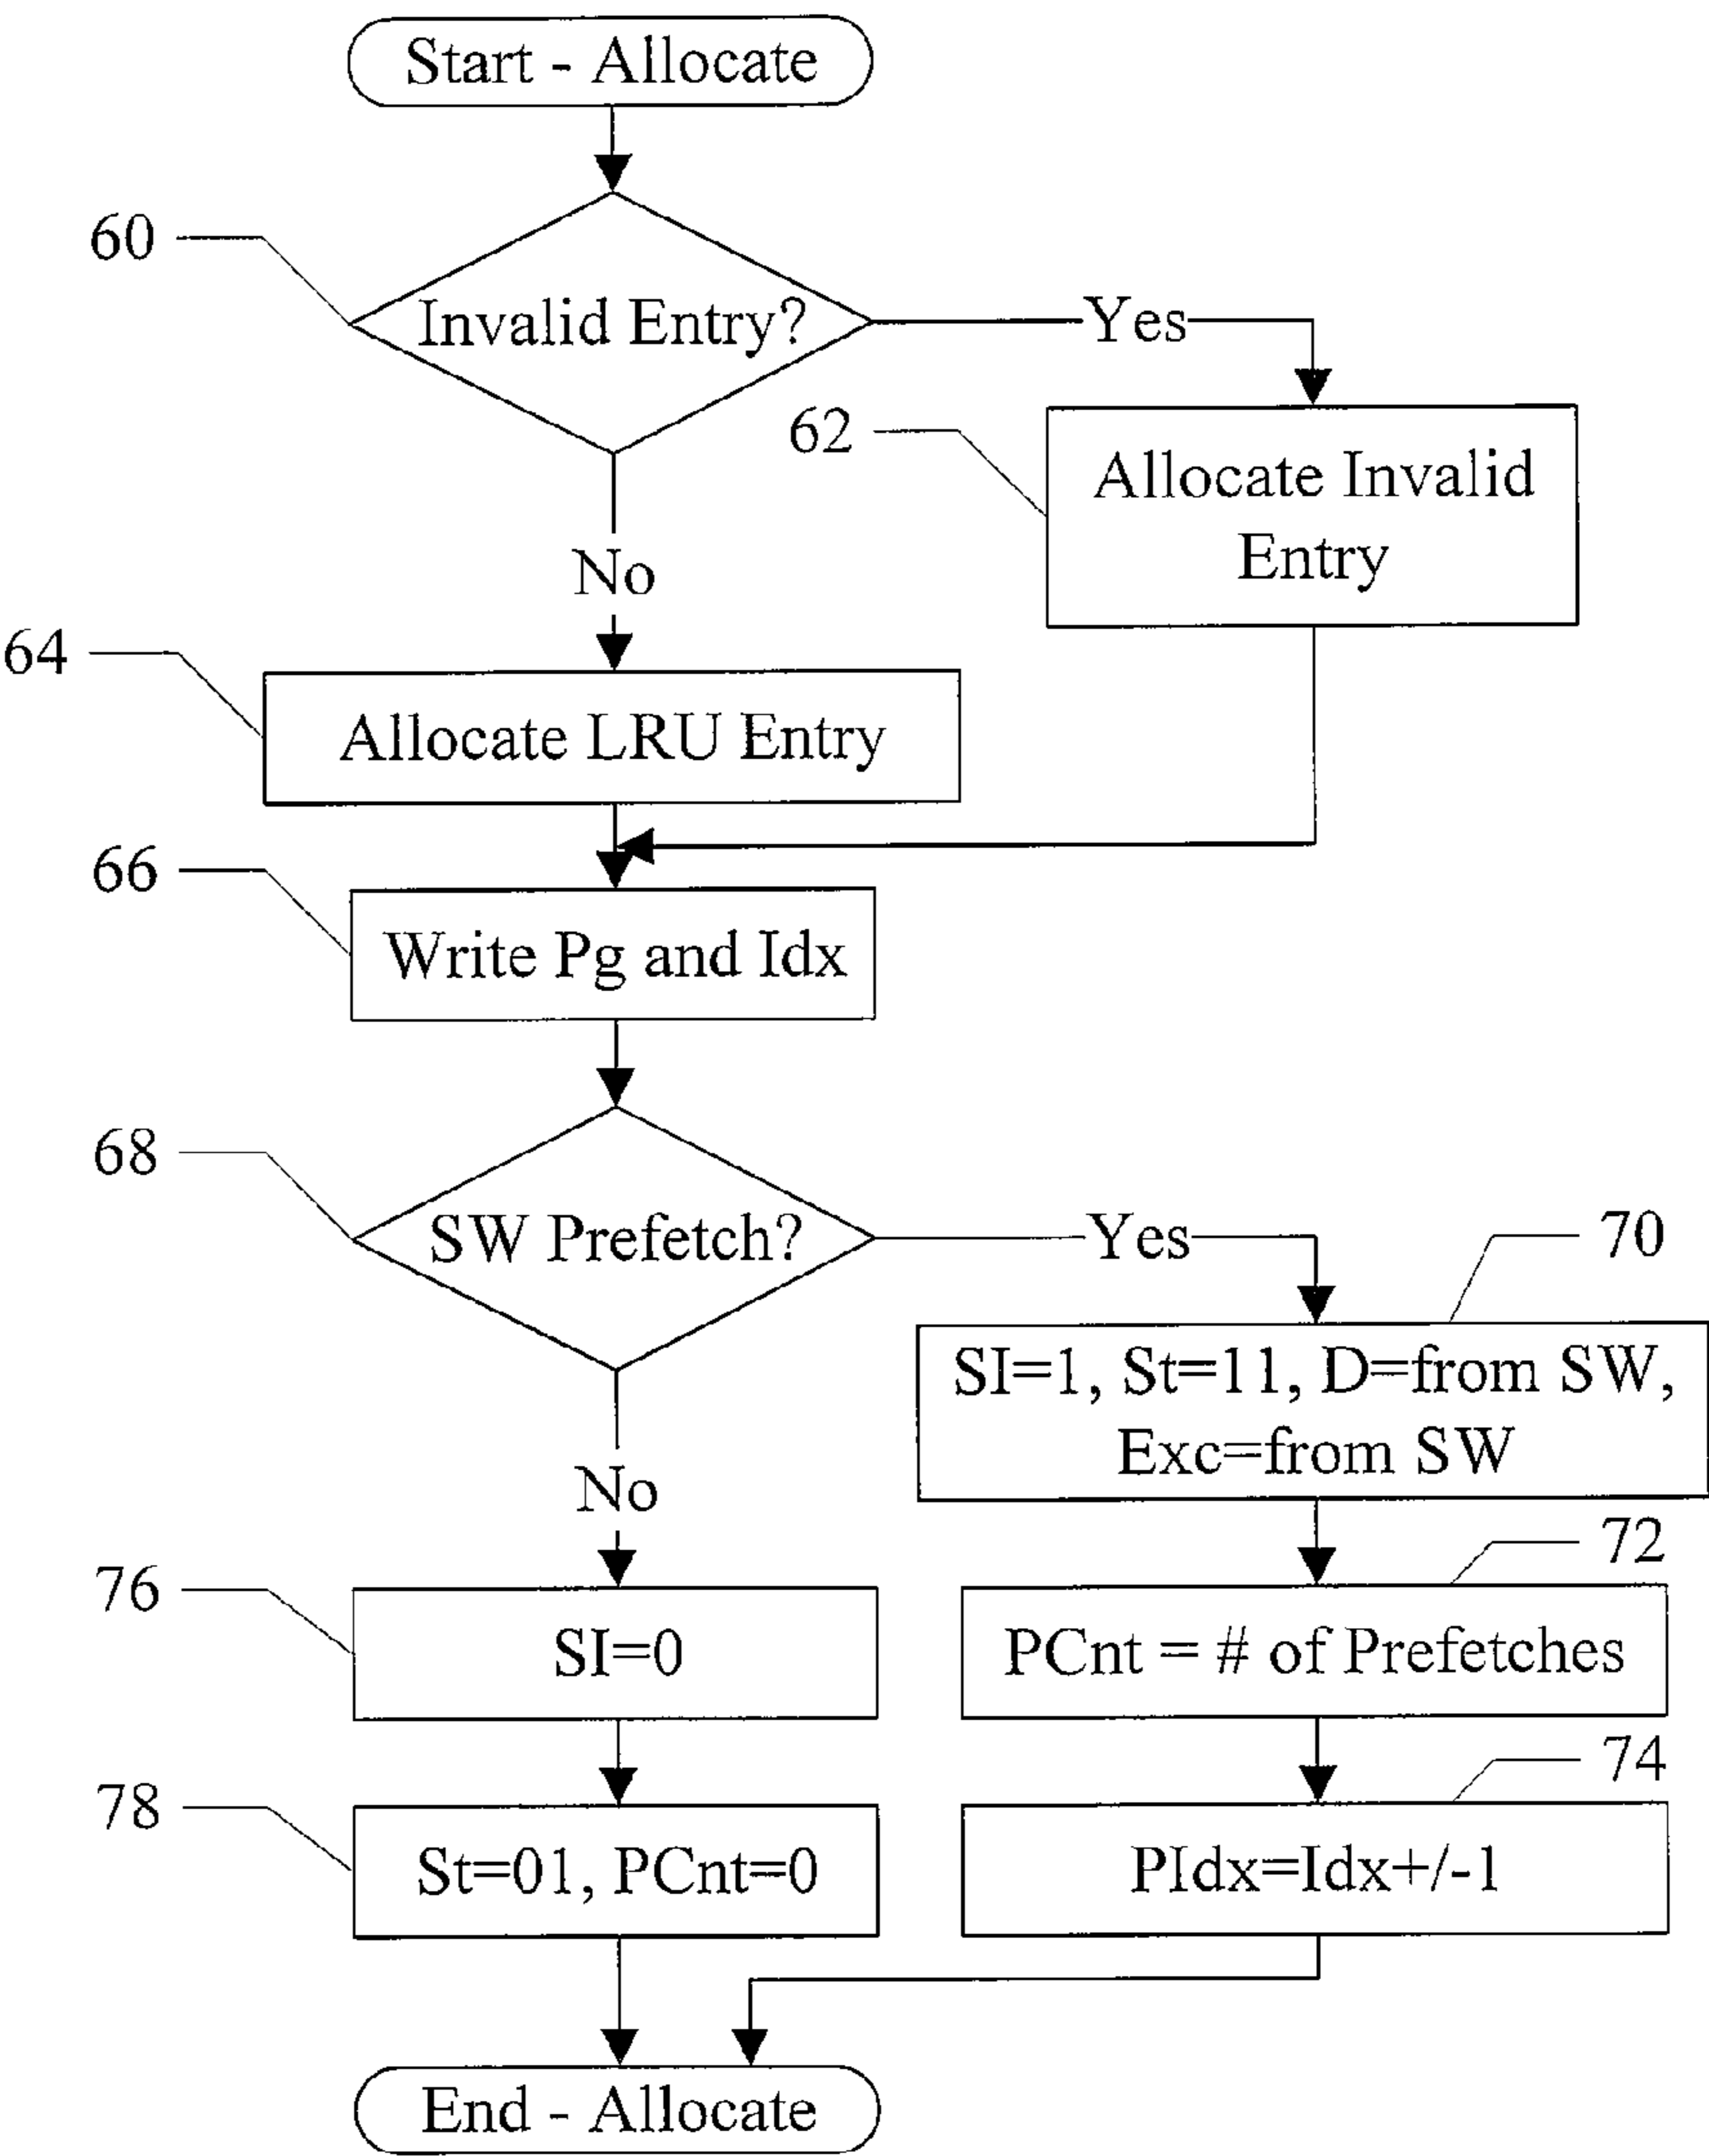 Start - Allocate
60
Invalid Entry?
Yes
62
Allocate Invalid
Entry
No
64
Allocate LRU Entry
66
Write Pg and Idx
68
SW Prefetch?
Yes
70
SI=1, St=11, D=from SW,
Exc=from SW
No
72
PCnt = # of Prefetches
76
SI=0
74
PIdx=Idx+/-1
78
St=01, PCnt=0
End - Allocate